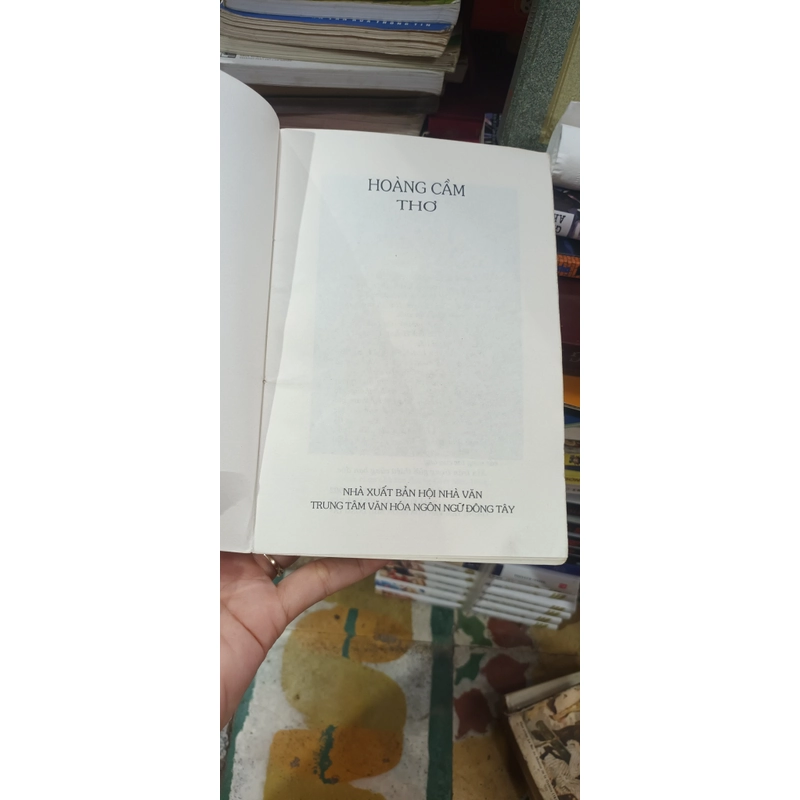 HOÀNG CẦM
THƠ
NHÀ XUẤT BẢN HỘI NHÀ VĂN
TRUNG TÂM VĂN HÓA NGÔN NGỮ ĐÔNG TÂY